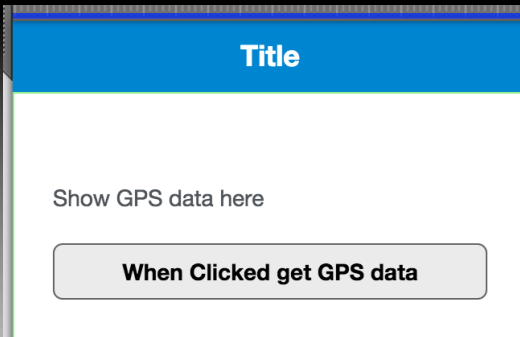 Title
Show GPS data here
When Clicked get GPS data